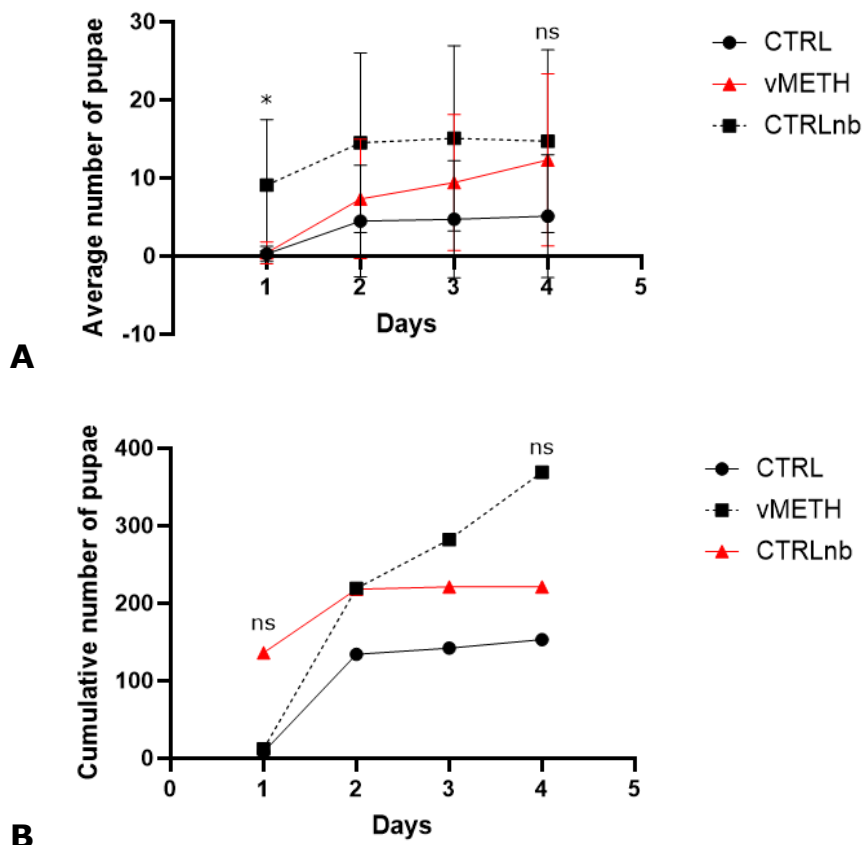 30
20
10
0
-10
Average number of pupae
*
ns
1 2 3 4 5
Days
CTRL
vMETH
CTRLnb
A
400
300
200
100
0
Cumulative number of pupae
ns
ns
0 1 2 3 4 5
Days
CTRL
vMETH
CTRLnb
B